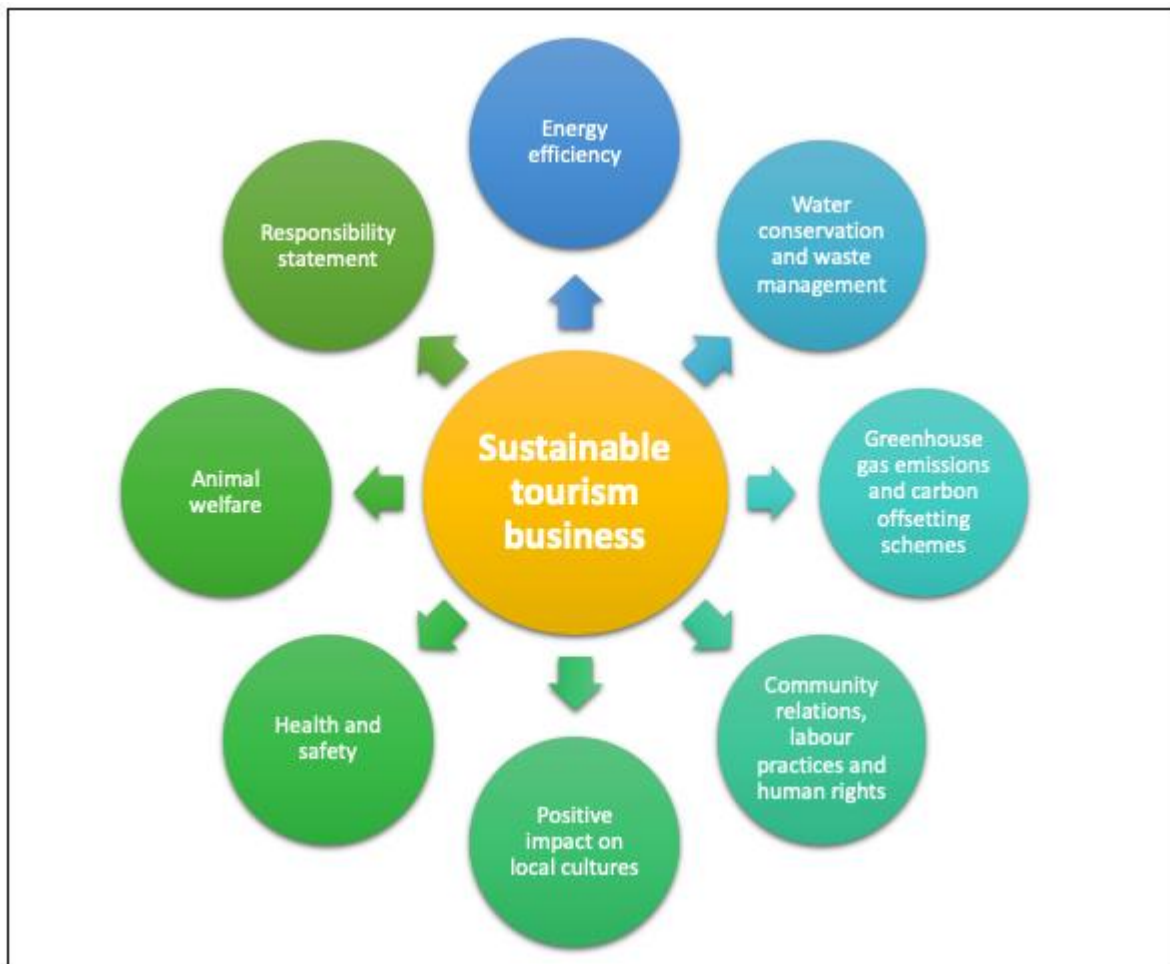 Energy
efficiency
Water
conservation
and waste
management
Greenhouse
gas emissions
and carbon
offsetting
schemes
Community
relations,
labour
practices and
human rights
Positive
impact on
local cultures
Health and
safety
Animal
welfare
Responsibility
statement
Sustainable
tourism
business